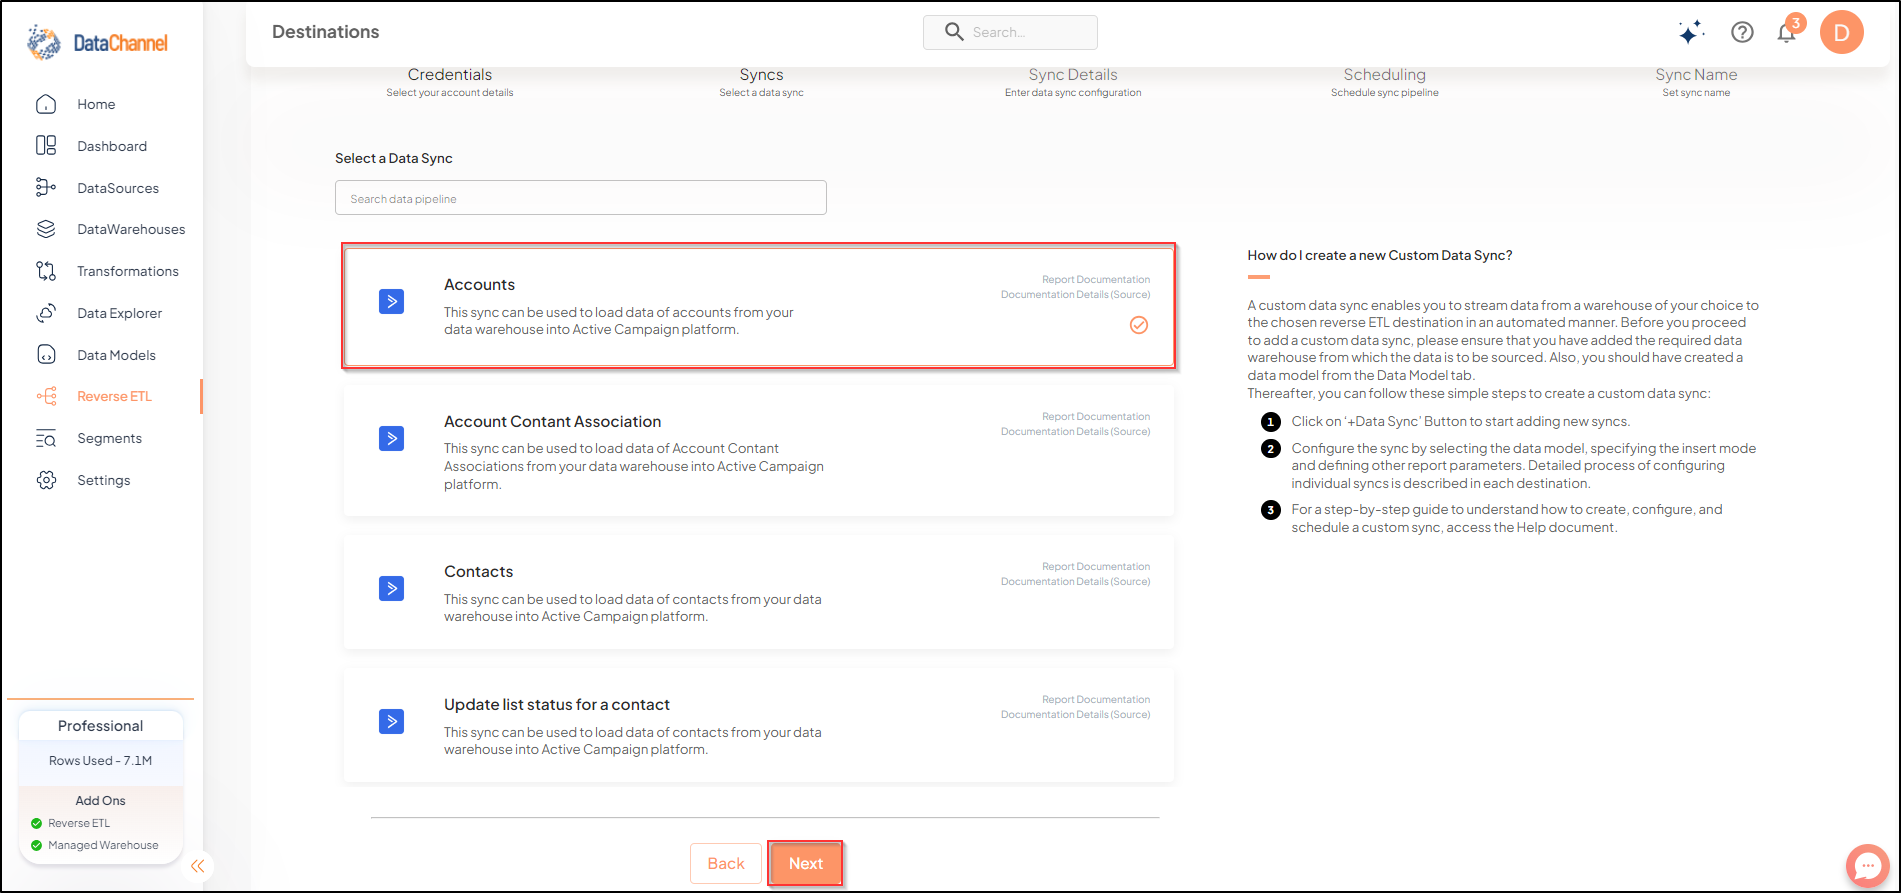 DataChannel
Destinations
Search...
3
D
Home
Dashboard
DataSources
DataWarehouses
Transformations
Data Explorer
Data Models
Reverse ETL
Segments
Settings
Professional
Rows Used - 7.1M
Add Ons
Reverse ETL
Managed Warehouse
Credentials
Select your account details
Syncs
Select a data sync
Sync Details
Enter data sync configuration
Scheduling
Schedule sync pipeline
Sync Name
Set sync name
Select a Data Sync
Search data pipeline
Accounts
This sync can be used to load data of accounts from your
data warehouse into Active Campaign platform.
Report Documentation
Documentation Details (Source)
Account Contant Association
This sync can be used to load data of Account Contant
Associations from your data warehouse into Active Campaign
platform.
Report Documentation
Documentation Details (Source)
Contacts
This sync can be used to load data of contacts from your data
warehouse into Active Campaign platform.
Report Documentation
Documentation Details (Source)
Update list status for a contact
This sync can be used to load data of contacts from your data
warehouse into Active Campaign platform.
Report Documentation
Documentation Details (Source)
Back
Next
How do I create a new Custom Data Sync?
A custom data sync enables you to stream data from a warehouse of your choice to
the chosen reverse ETL destination in an automated manner. Before you proceed
to add a custom data sync, please ensure that you have added the required data
warehouse from which the data is to be sourced. Also, you should have created a
data model from the Data Model tab.
Thereafter, you can follow these simple steps to create a custom data sync:
1 Click on '+Data Sync' Button to start adding new syncs.
2 Configure the sync by selecting the data model, specifying the insert mode
and defining other report parameters. Detailed process of configuring
individual syncs is described in each destination.
3 For a step-by-step guide to understand how to create, configure, and
schedule a custom sync, access the Help document.